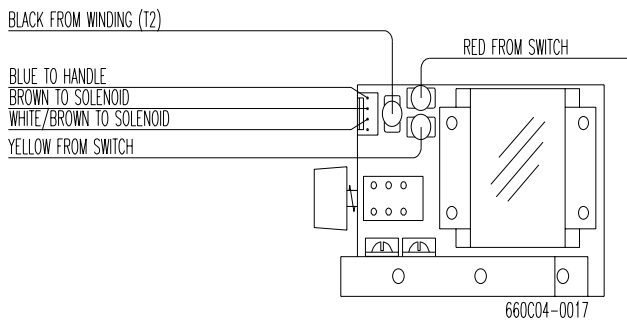 BLACK FROM WINDING (T2)
RED FROM SWITCH
BLUE TO HANDLE
BROWN TO SOLENOID
WHITE/BROWN TO SOLENOID
YELLOW FROM SWITCH
660C04-0017